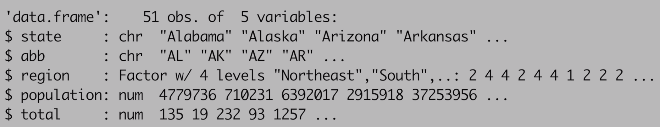 'data.frame':	51 obs. of  5 variables:
$ state     : chr  "Alabama" "Alaska" "Arizona" "Arkansas" ...
$ abb       : chr  "AL" "AK" "AZ" "AR" ...
$ region    : Factor w/ 4 levels "Northeast","South",..: 2 4 4 2 4 4 1 2 2 2 ...
$ population: num  4779736 710231 6392017 2915918 37253956 ...
$ total     : num  135 19 232 93 1257 ...